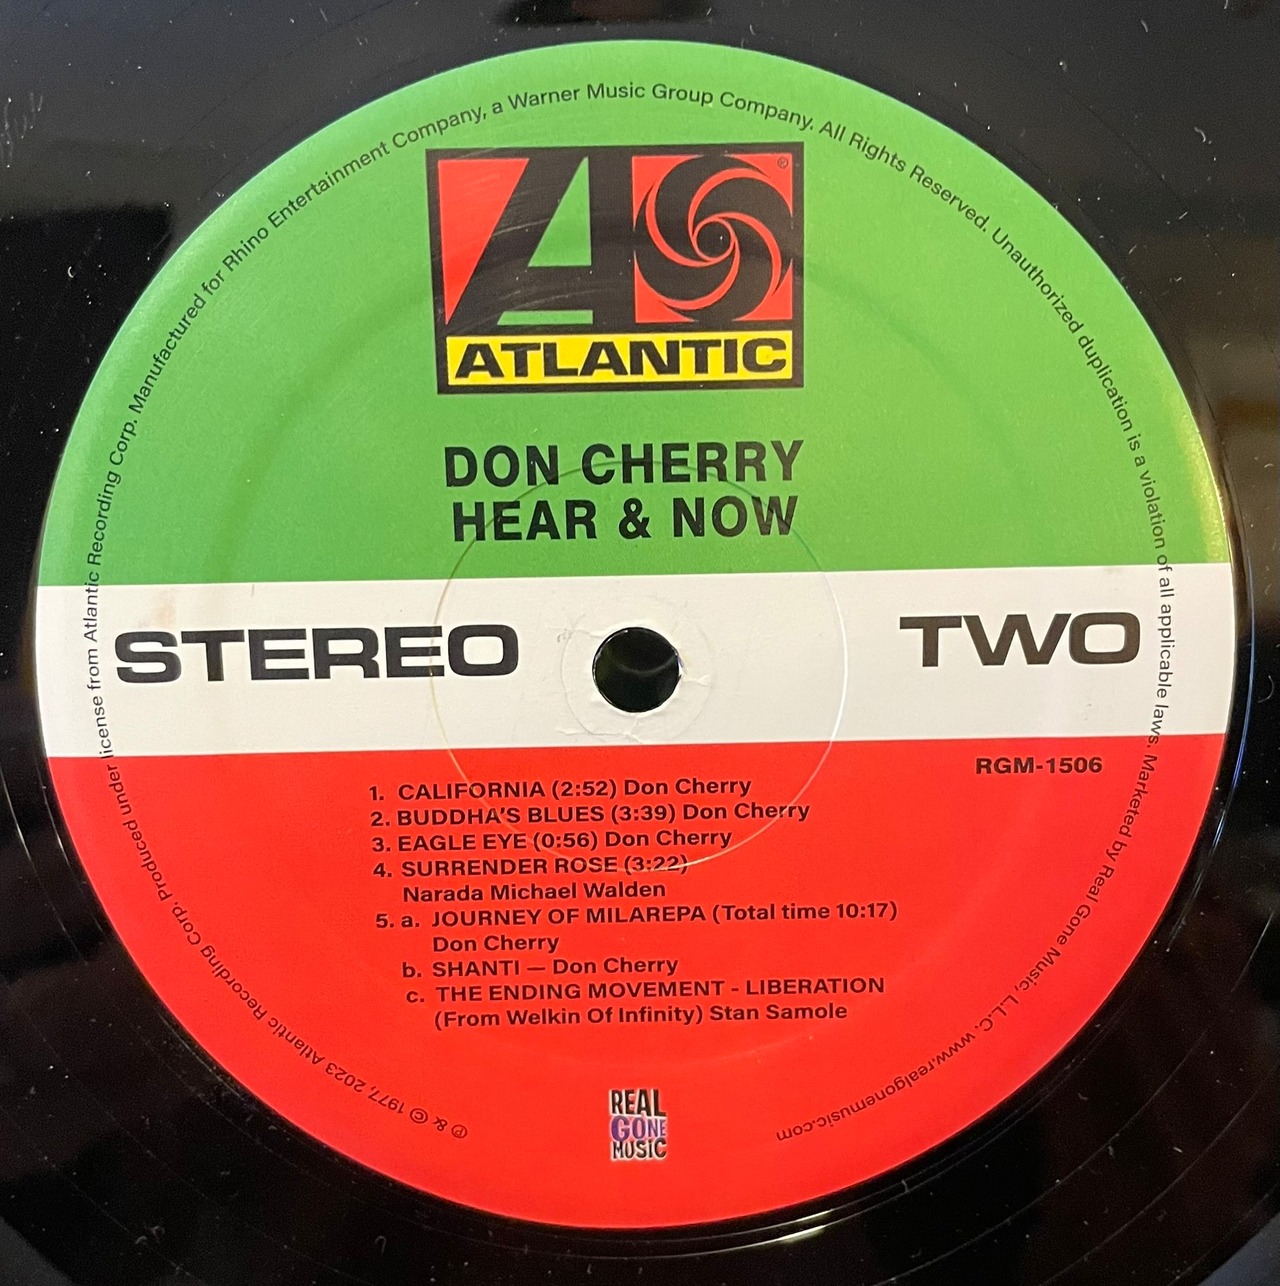 ATLANTIC
®
DON CHERRY
HEAR & NOW
STEREO
TWO
RGM-1506
1. CALIFORNIA (2:52) Don Cherry
2. BUDDHA'S BLUES (3:39) Don Cherry
3. EAGLE EYE (0:56) Don Cherry
4. SURRENDER ROSE (3:22)
Narada Michael Walden
5. a. JOURNEY OF MILAREPA (Total time 10:17)
Don Cherry
b. SHANTI — Don Cherry
c. THE ENDING MOVEMENT - LIBERATION
(From Welkin Of Infinity) Stan Samole
REAL
GONE
MUSIC
℗ & © 1977, 2023 Atlantic Recording Corp. Produced under license from Atlantic Recording Corp. Manufactured for Rhino Entertainment Company, a Warner Music Group Company. All Rights Reserved. Unauthorized duplication is a violation of all applicable laws. Marketed by Real Gone Music, L.L.C. www.realgonemusic.com